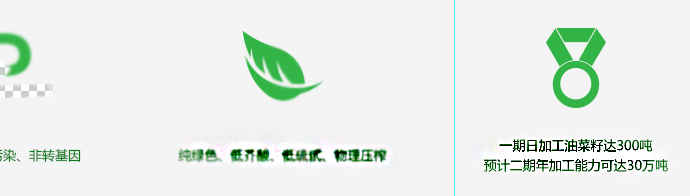 染、非转基因
纯绿色、低芥酸、低硫甙、物理压榨
一期日加工油菜籽达300吨
预计二期年加工能力可达30万吨